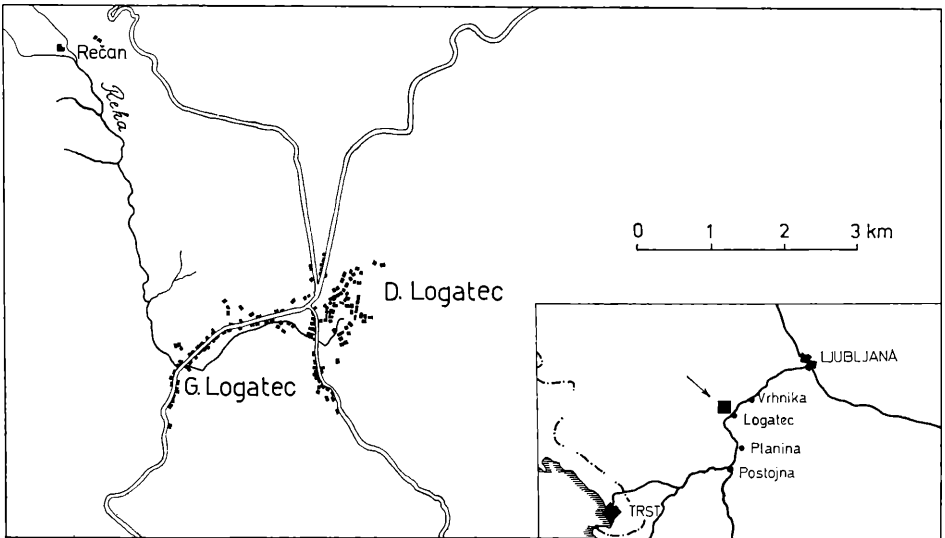 Rečan
Reka
0 1 2 3 km
D. Logatec
G. Logatec
LJUBLJANA
Vrhnika
Logatec
Planina
Postojna
TRST